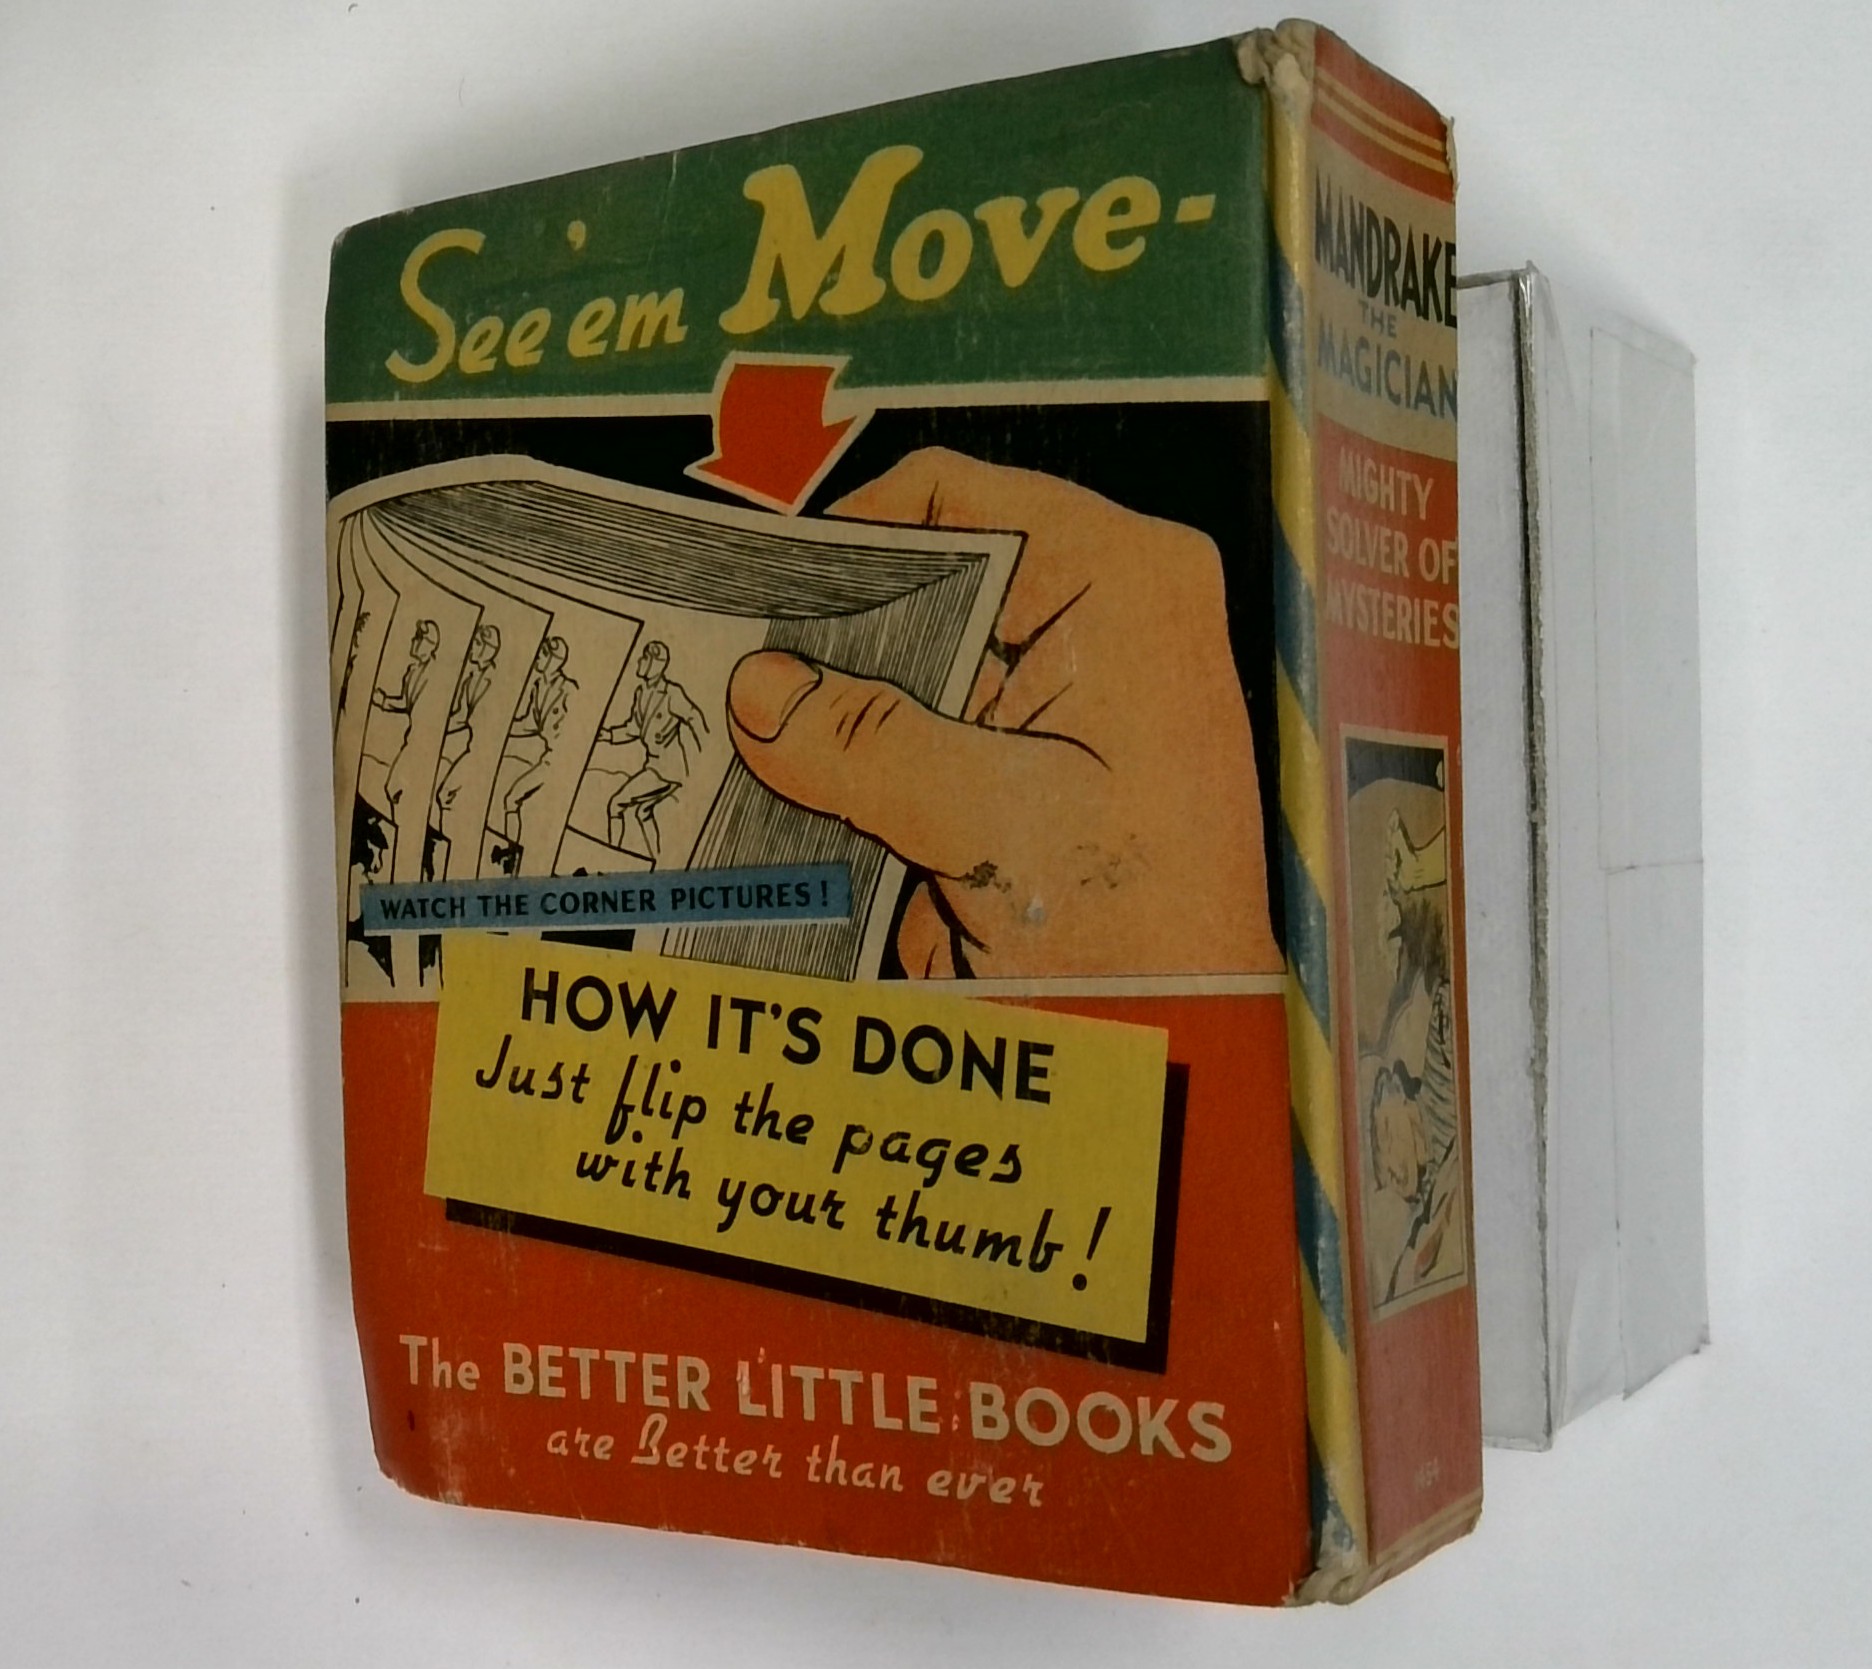 See 'em Move-
WATCH THE CORNER PICTURES!
HOW IT'S DONE
Just flip the pages
with your thumb!
The BETTER LITTLE BOOKS
are Better than ever
MANDRAKE
THE
MAGICIAN
MIGHTY
SOLVER OF
MYSTERIES
1454